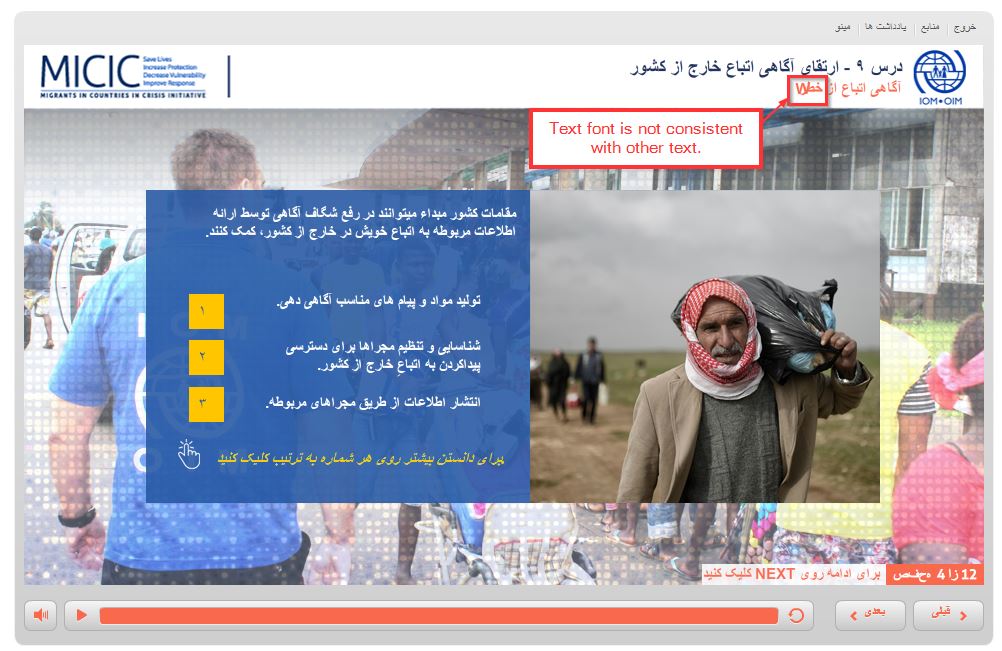 خروج | منابع | یادداشت ها | مینو
MICIC
Save Lives
Increase Protection
Decrease Vulnerability
Improve Response
MIGRANTS IN COUNTRIES IN CRISIS INITIATIVE
درس ۹ - ارتقای آگاهی اتباع خارج از کشور
آگاهی اتباع از
IOM•OIM
Text font is not consistent
with other text.
مقامات کشور مبداء میتوانند در رفع شگاف آگاهی توسط ارائه
اطلاعات مربوطه به اتباع خویش در خارج از کشور، کمک کنند.
۱
تولید مواد و پیام های مناسب آگاهی دهی.
۲
شناسایی و تنظیم مجراها برای دسترسی
پیداکردن به اتباع خارج از کشور.
۳
انتشار اطلاعات از طریق مجراهای مربوطه.
برای دانستن بیشتر روی هر شماره به ترتیب کلیک کنید.
برای ادامه روی NEXT کلیک کنید
12 زا 4 هحفص
قبلی
بعدی